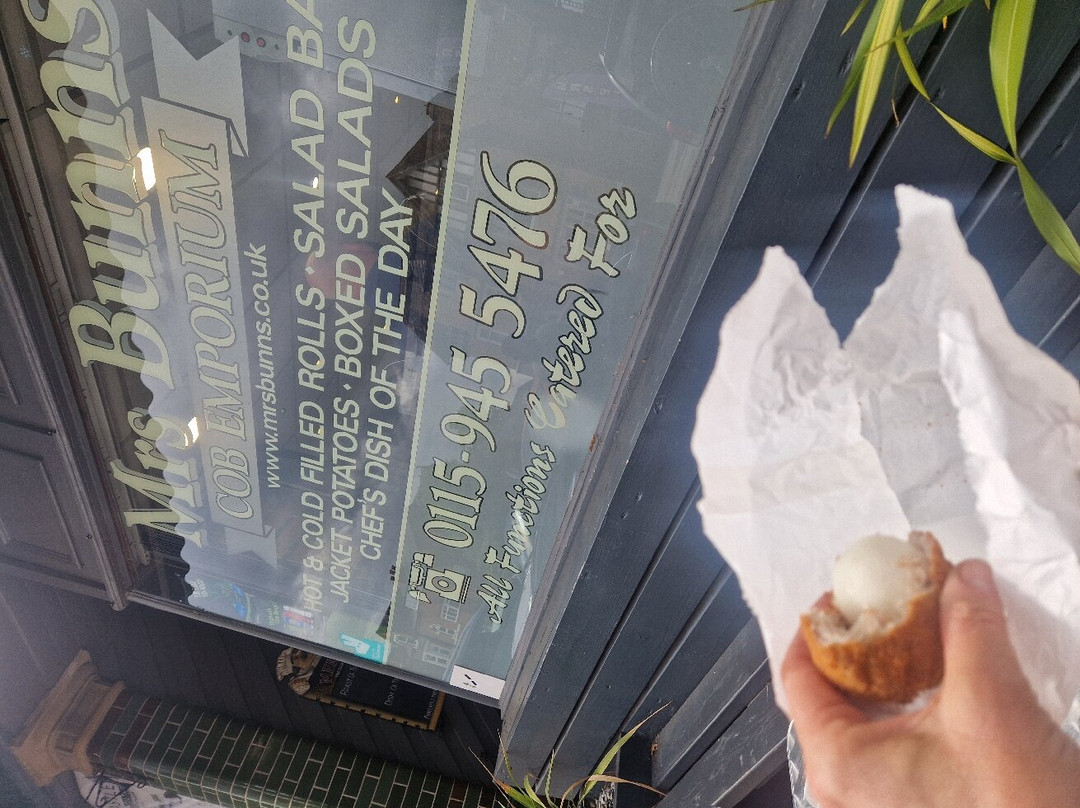 Mrs Bunns
COB EMPORIUM
www.mrsbunns.co.uk
HOT & COLD FILLED ROLLS · SALAD BA
JACKET POTATOES · BOXED SALADS
CHEF'S DISH OF THE DAY
0115-945 5476
All Functions Catered For